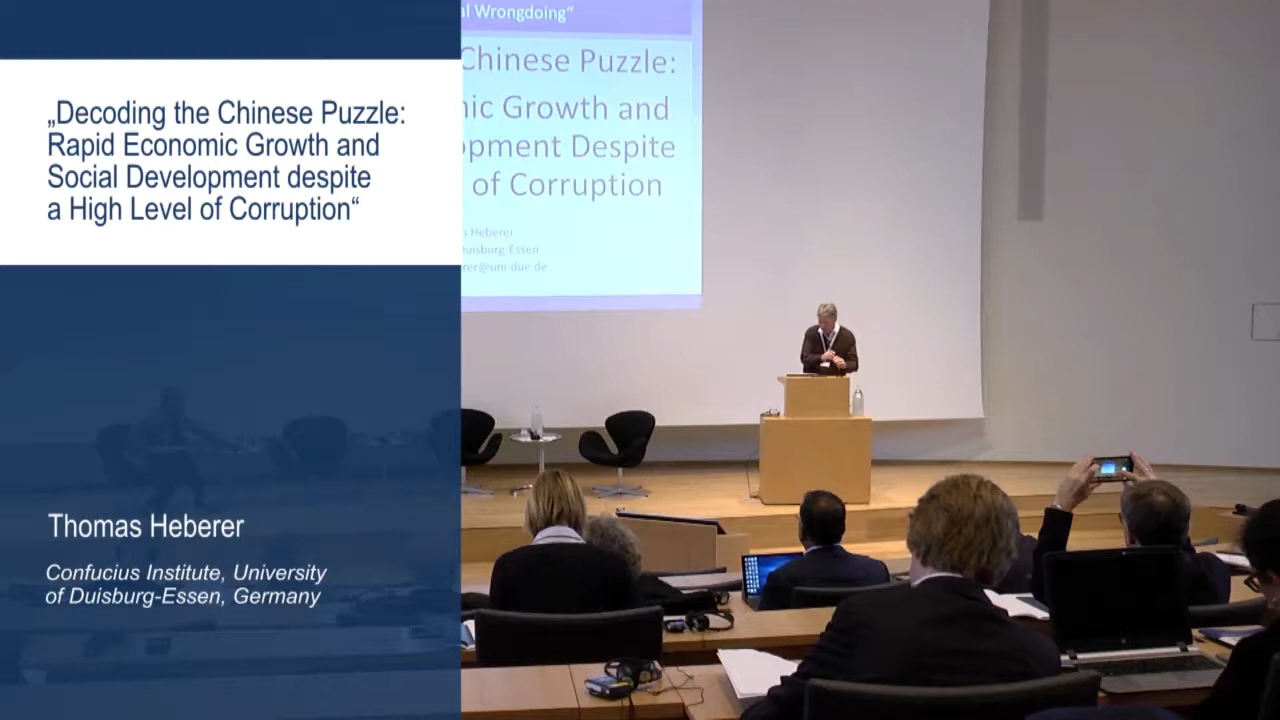 „Decoding the Chinese Puzzle:
Rapid Economic Growth and
Social Development despite
a High Level of Corruption“
Thomas Heberer
Confucius Institute, University
of Duisburg-Essen, Germany
al Wrongdoing“
Chinese Puzzle:
ic Growth and
opment Despite
of Corruption
s Heberer
Duisburg-Essen
rer@uni-due.de